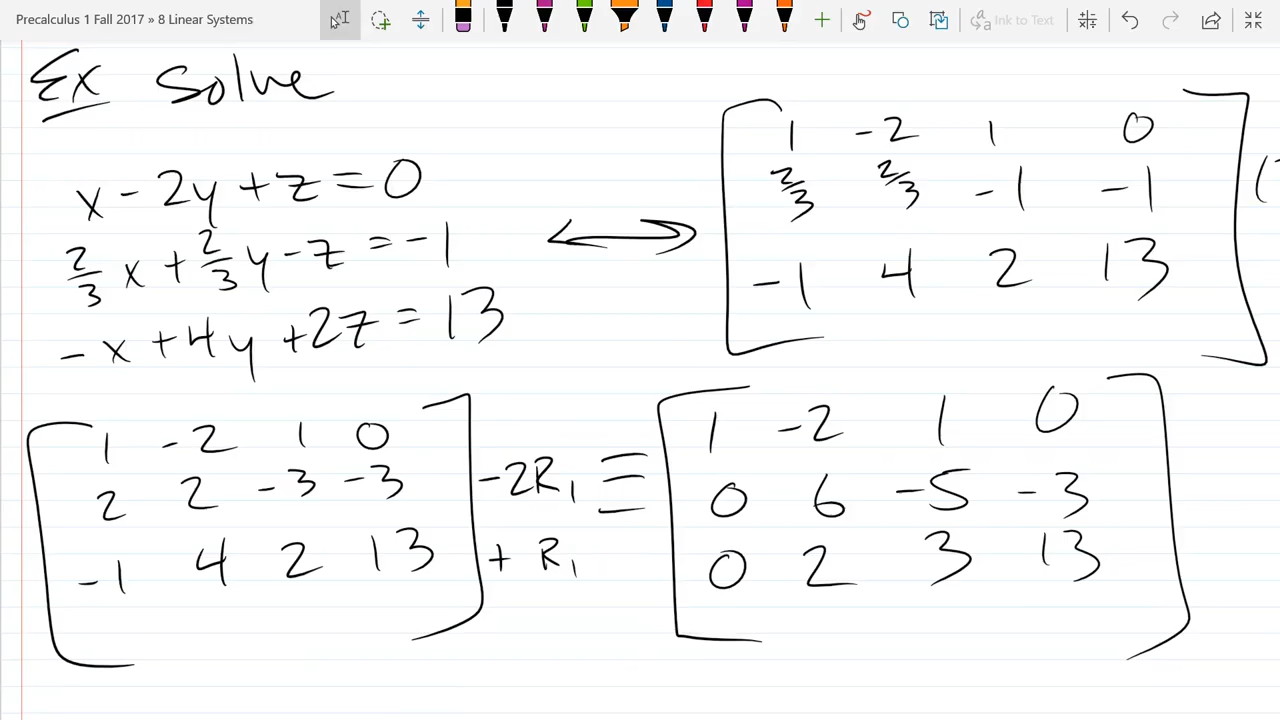 Precalculus 1 Fall 2017 » 8 Linear Systems
Ink to Text
Ex Solve
x - 2y + z = 0
2/3 x + 2/3 y - z = -1
-x + 4y + 2z = 13
1 -2 1 0
2/3 2/3 -1 -1
-1 4 2 13
1 -2 1 0
2 2 -3 -3 -2R₁ ≡
-1 4 2 13 + R₁
1 -2 1 0
0 6 -5 -3
0 2 3 13